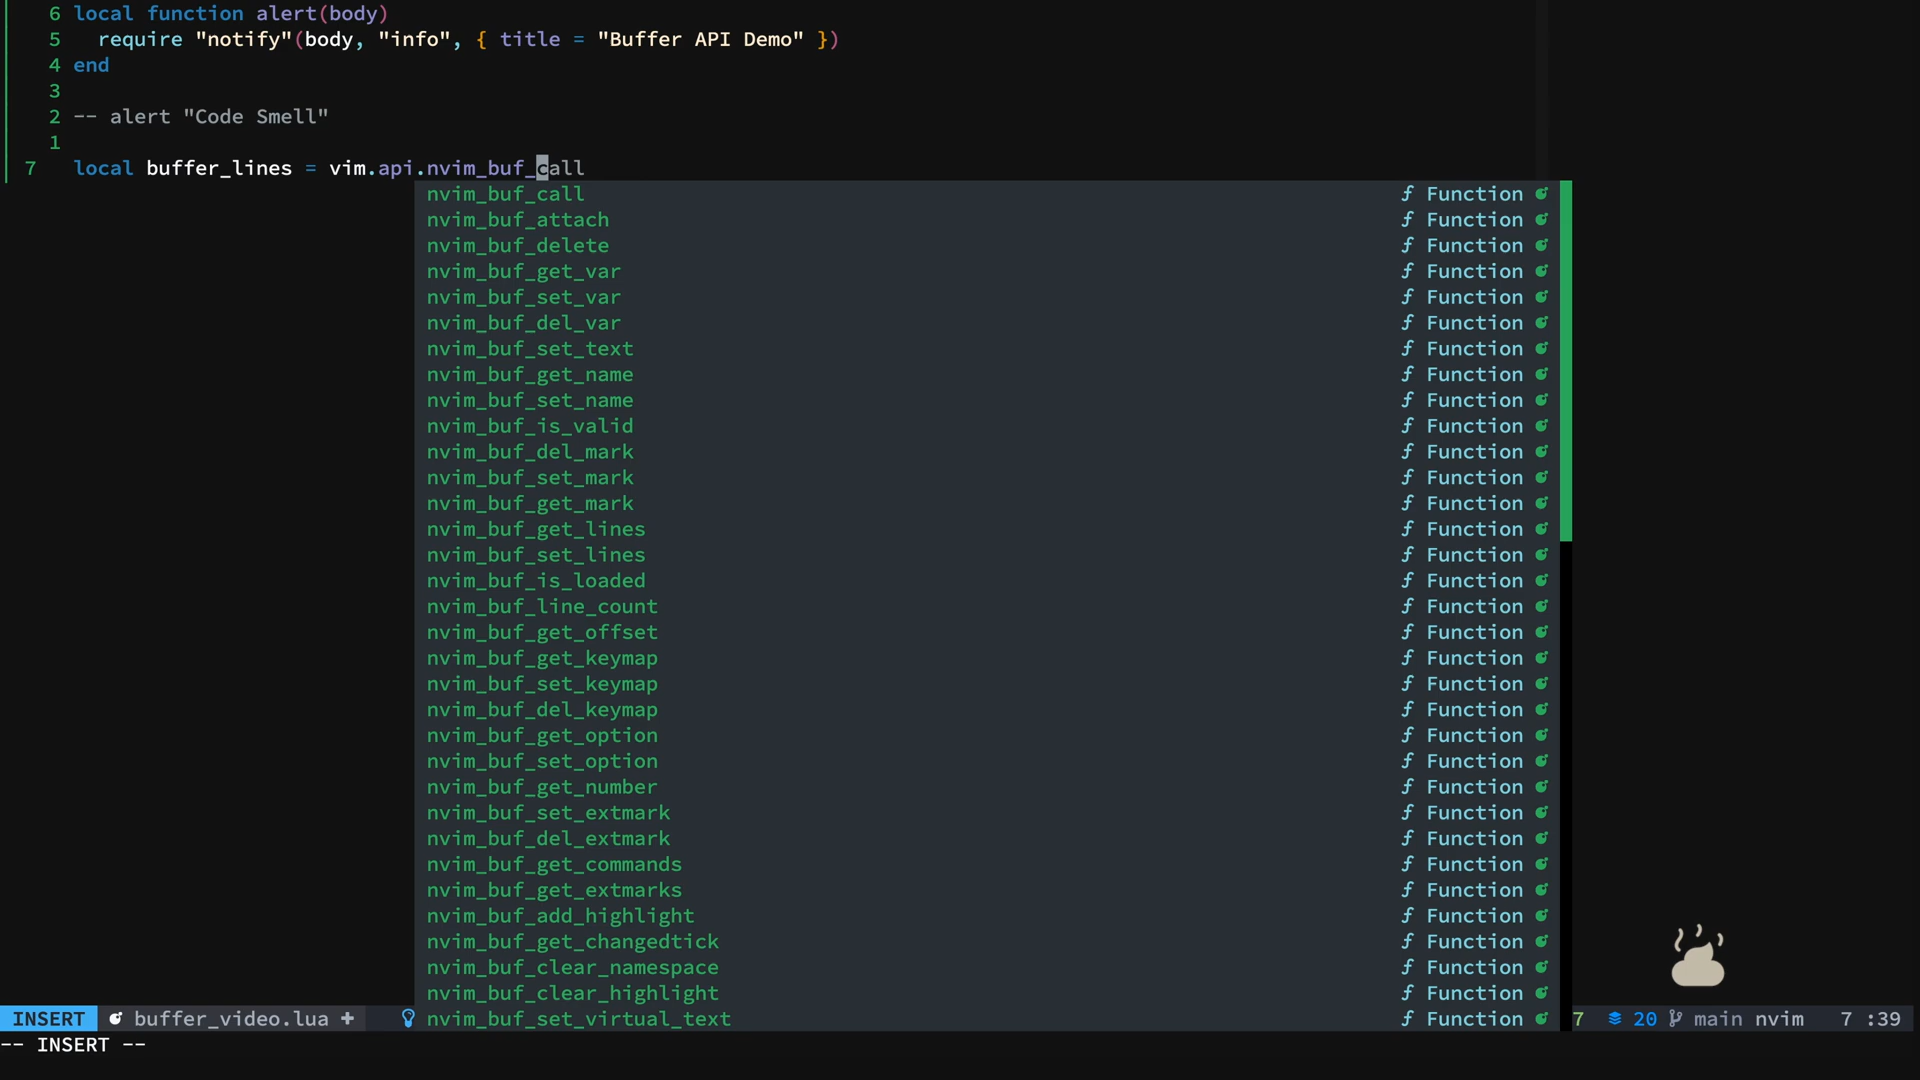 6 local function alert(body)
5   require "notify"(body, "info", { title = "Buffer API Demo" })
4 end
3
2 -- alert "Code Smell"
1
7 local buffer_lines = vim.api.nvim_buf_call
nvim_buf_call ƒ Function
nvim_buf_attach ƒ Function
nvim_buf_delete ƒ Function
nvim_buf_get_var ƒ Function
nvim_buf_set_var ƒ Function
nvim_buf_del_var ƒ Function
nvim_buf_set_text ƒ Function
nvim_buf_get_name ƒ Function
nvim_buf_set_name ƒ Function
nvim_buf_is_valid ƒ Function
nvim_buf_del_mark ƒ Function
nvim_buf_set_mark ƒ Function
nvim_buf_get_mark ƒ Function
nvim_buf_get_lines ƒ Function
nvim_buf_set_lines ƒ Function
nvim_buf_is_loaded ƒ Function
nvim_buf_line_count ƒ Function
nvim_buf_get_offset ƒ Function
nvim_buf_get_keymap ƒ Function
nvim_buf_set_keymap ƒ Function
nvim_buf_del_keymap ƒ Function
nvim_buf_get_option ƒ Function
nvim_buf_set_option ƒ Function
nvim_buf_get_number ƒ Function
nvim_buf_set_extmark ƒ Function
nvim_buf_del_extmark ƒ Function
nvim_buf_get_commands ƒ Function
nvim_buf_get_extmarks ƒ Function
nvim_buf_add_highlight ƒ Function
nvim_buf_get_changedtick ƒ Function
nvim_buf_clear_namespace ƒ Function
nvim_buf_clear_highlight ƒ Function
INSERT buffer_video.lua + nvim_buf_set_virtual_text ƒ Function 7 20 main nvim 7 :39
-- INSERT --